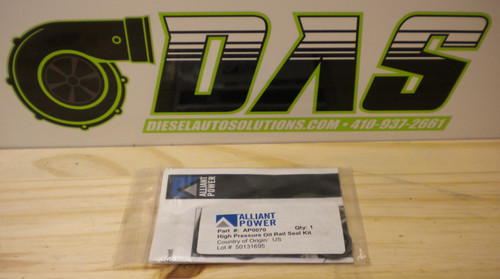 DAS
DIESELAUTOSOLUTIONS.COM • 410-937-2661
ALLIANT
POWER
ALLIANT
POWER
Part #: AP0070 Qty: 1
High Pressure Oil Rail Seal Kit
Country of Origin: US
Lot # 50131695